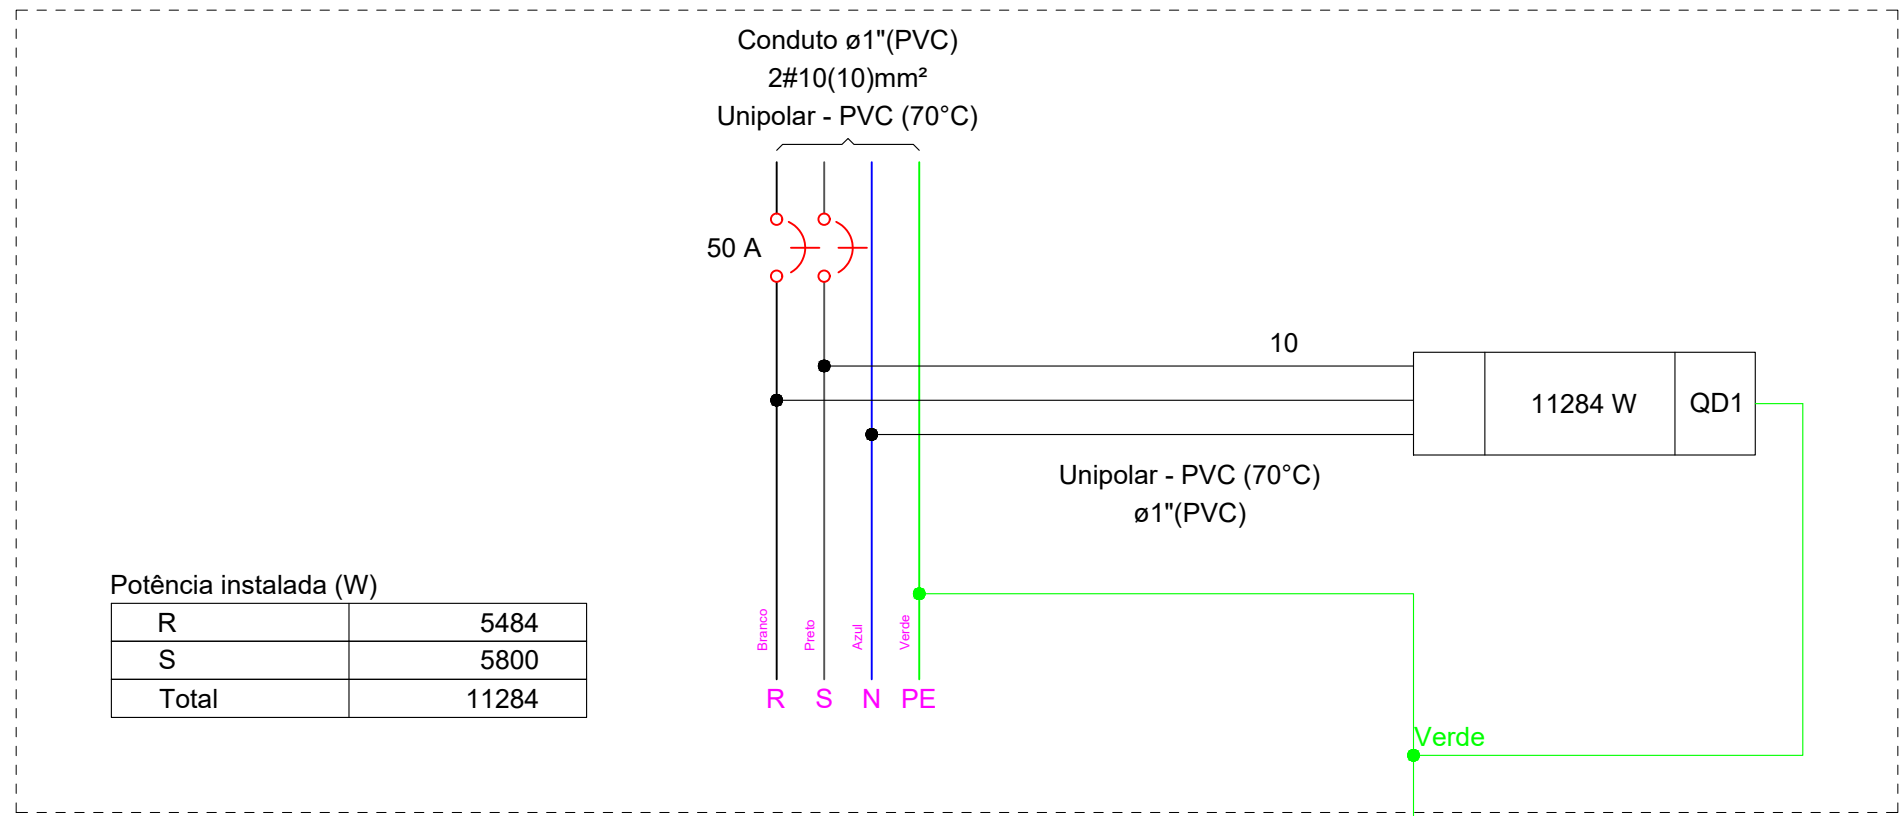 Conduto ø1"(PVC)
2#10(10)mm²
Unipolar - PVC (70°C)
50 A
10
11284 W QD1
Unipolar - PVC (70°C)
ø1"(PVC)
Potência instalada (W)
R 5484
S 5800
Total 11284
Branco Preto Azul Verde
R S N PE
Verde